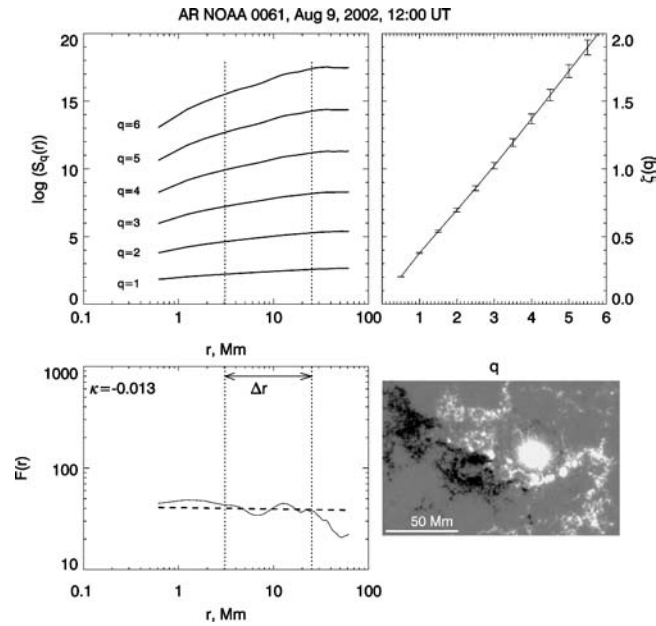 AR NOAA 0061, Aug 9, 2002, 12:00 UT
20
15
10
5
0
log (Sq(r))
q=6
q=5
q=4
q=3
q=2
q=1
0.1 1 10 100
r, Mm
2.0
1.5
1.0
0.5
0.0
ζ(q)
0 1 2 3 4 5 6
q
1000
100
10
F(r)
κ=-0.013
Δr
0.1 1 10 100
r, Mm
50 Mm